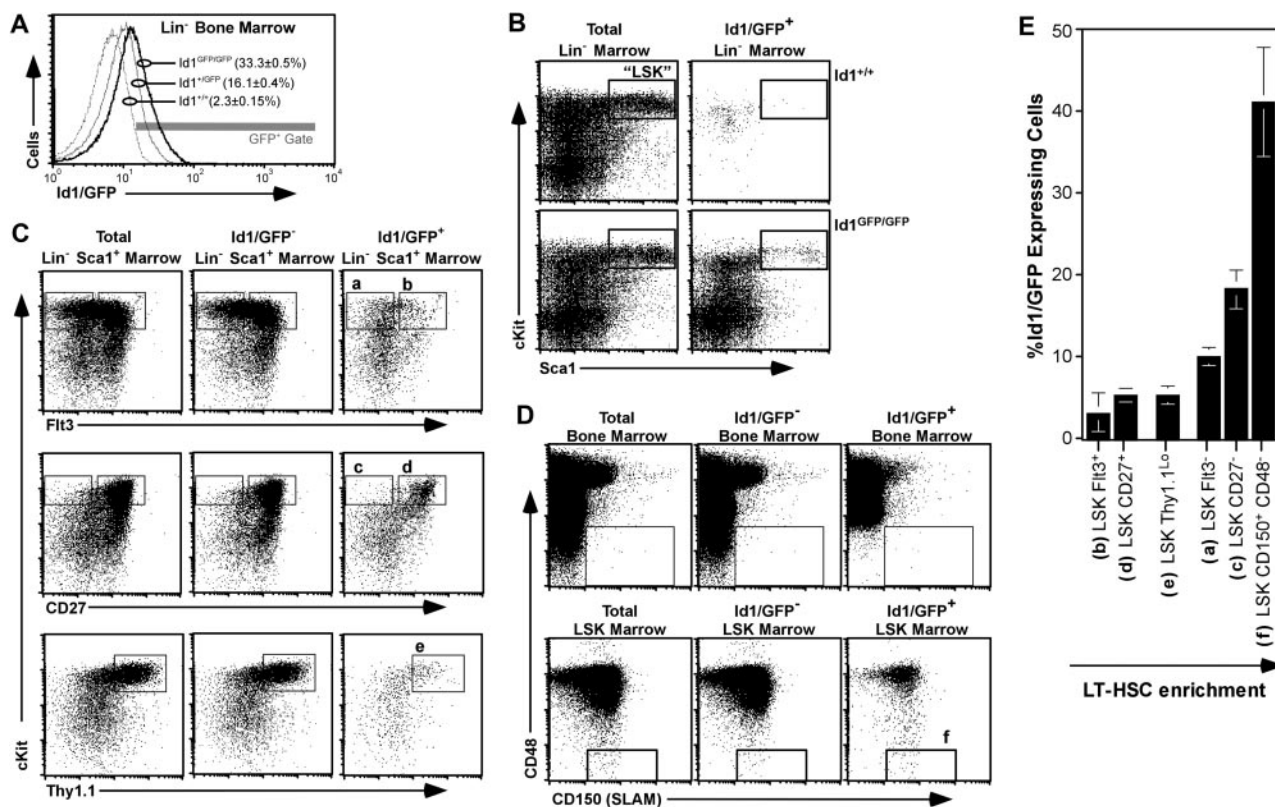 A
Lin- Bone Marrow
Id1GFP/GFP (33.3±0.5%)
Id1+/GFP (16.1±0.4%)
Id1+/+ (2.3±0.15%)
GFP+ Gate
Cells
10⁰ 10¹ 10² 10³ 10⁴
Id1/GFP
B
Total
Lin- Marrow
Id1/GFP+
Lin- Marrow
"LSK"
Id1+/+
Id1GFP/GFP
cKit
Sca1
C
Total
Lin- Sca1+ Marrow
Id1/GFP-
Lin- Sca1+ Marrow
Id1/GFP+
Lin- Sca1+ Marrow
a
b
Flt3
c
d
CD27
e
cKit
Thy1.1
D
Total
Bone Marrow
Id1/GFP-
Bone Marrow
Id1/GFP+
Bone Marrow
Total
LSK Marrow
Id1/GFP-
LSK Marrow
Id1/GFP+
LSK Marrow
f
CD48
CD150 (SLAM)
E
%Id1/GFP Expressing Cells
50
40
30
20
10
0
(b) LSK Flt3+
(d) LSK CD27+
(e) LSK Thy1.1Lo
(a) LSK Flt3-
(c) LSK CD27-
(f) LSK CD150+ CD48-
LT-HSC enrichment